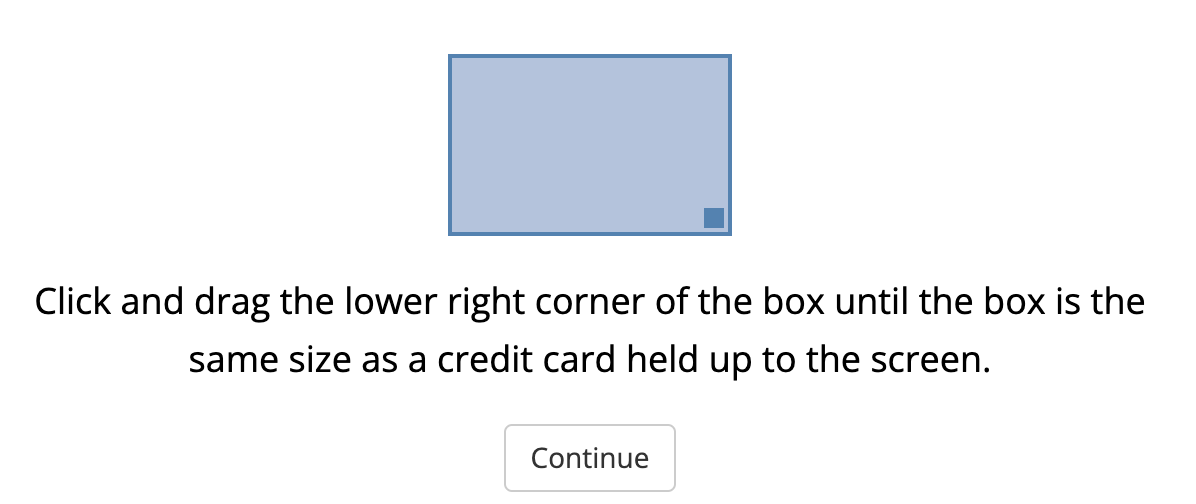 Click and drag the lower right corner of the box until the box is the
same size as a credit card held up to the screen.
Continue